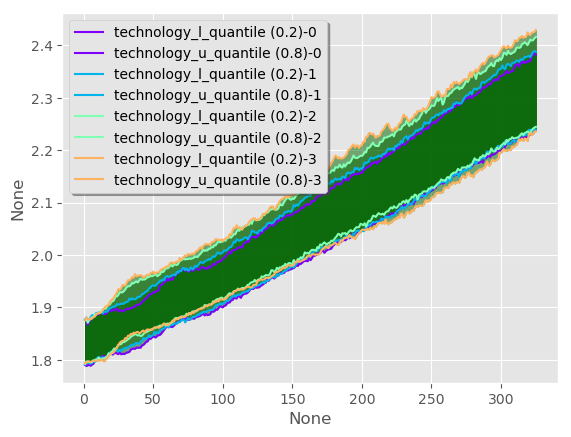 technology_l_quantile (0.2)-0
technology_u_quantile (0.8)-0
technology_l_quantile (0.2)-1
technology_u_quantile (0.8)-1
technology_l_quantile (0.2)-2
technology_u_quantile (0.8)-2
technology_l_quantile (0.2)-3
technology_u_quantile (0.8)-3
2.4
2.3
2.2
2.1
2.0
1.9
1.8
None
0 50 100 150 200 250 300
None